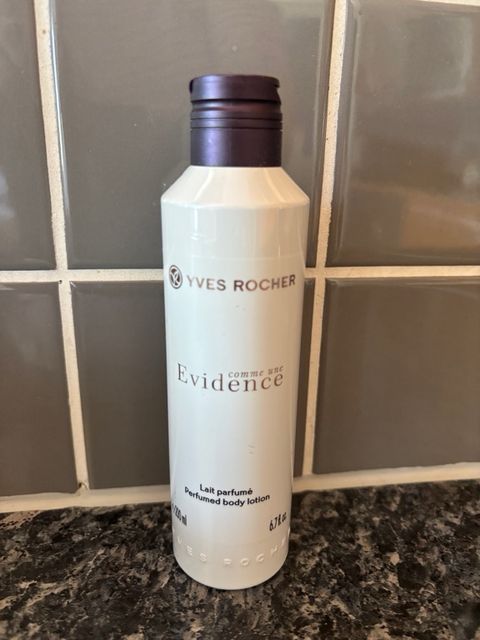 YVES ROCHER
comme une
Evidence
Lait parfumé
Perfumed body lotion
200 ml 6.7 fl. oz.
YVES ROCHER